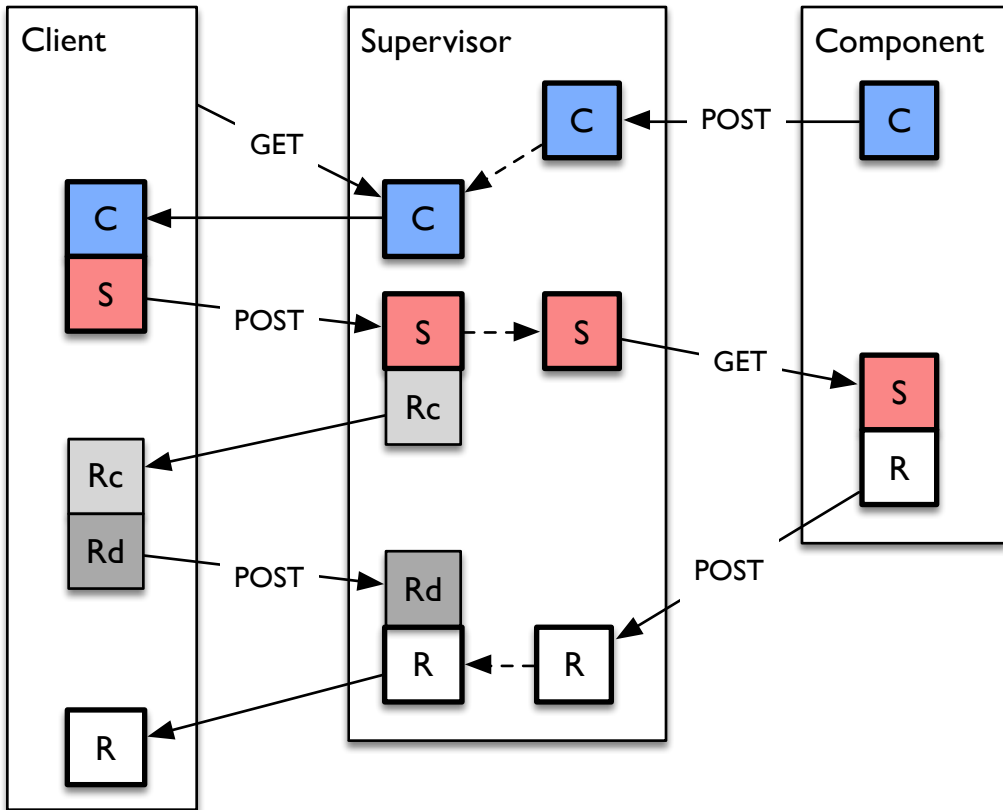 Client
Supervisor
Component
C
POST
C
GET
C
C
S
POST
S
S
GET
S
Rc
R
Rc
Rd
POST
Rd
POST
R
R
R